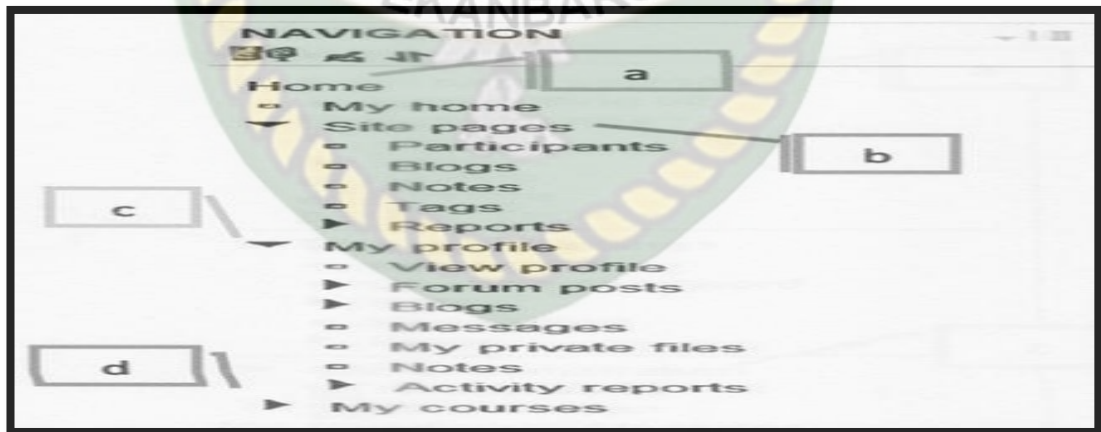 EKANBARU
NAVIGATION
a
Home
My home
Site pages
Participants
b
Blogs
Notes
c
Tags
Reports
My profile
View profile
Forum posts
Blogs
Messages
My private files
d
Notes
Activity reports
My courses